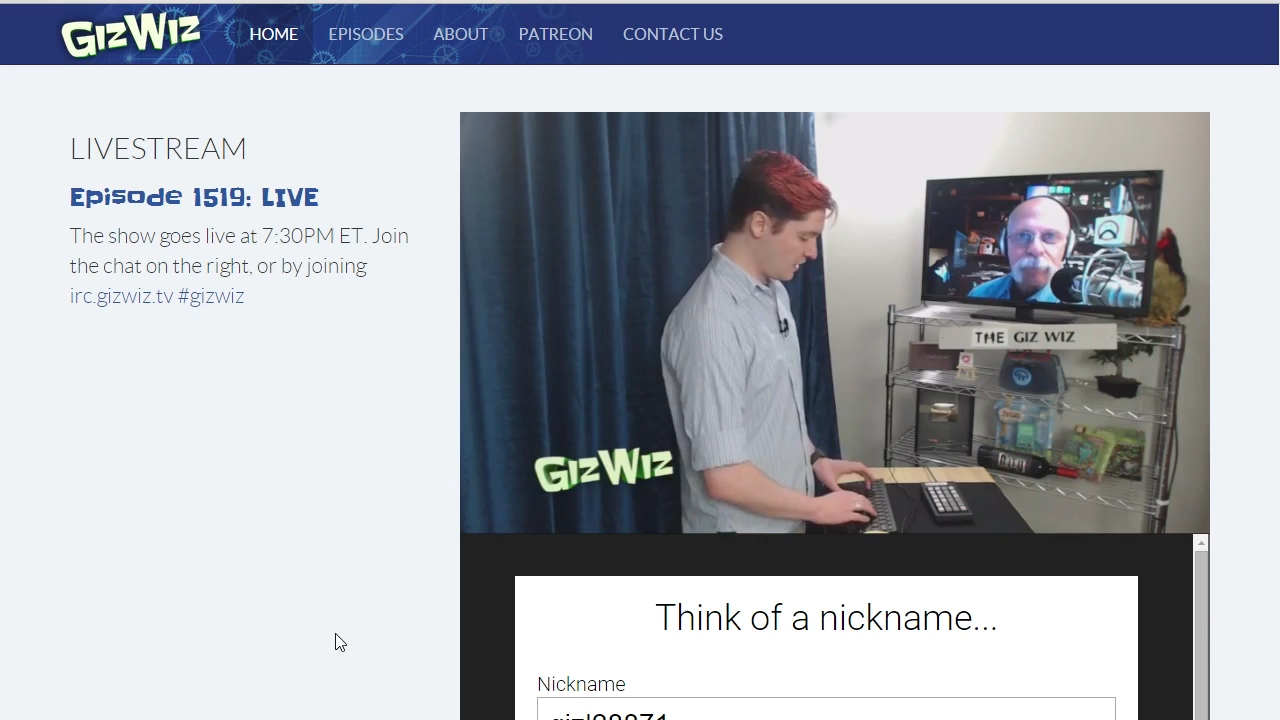 GIZWIZ
HOME EPISODES ABOUT PATREON CONTACT US
LIVESTREAM
Episode 1519: LIVE
The show goes live at 7:30PM ET. Join
the chat on the right, or by joining
irc.gizwiz.tv #gizwiz
THE GIZ WIZ
GIZWIZ
Think of a nickname...
Nickname